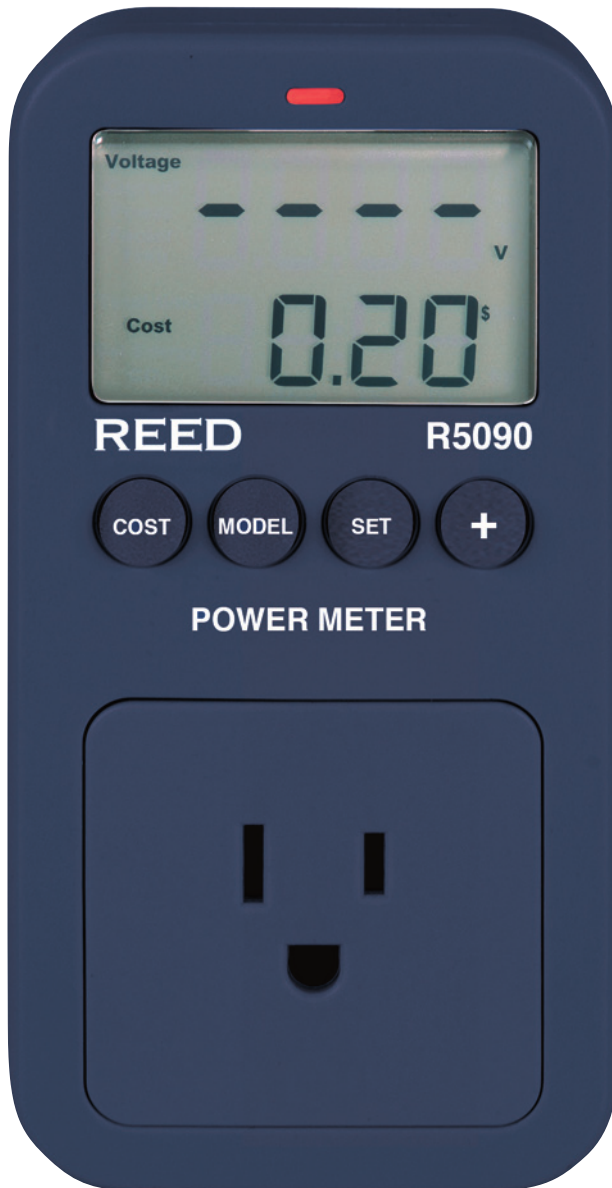 Voltage
- - - -
V
Cost 0.20 $
REED R5090
COST MODEL SET +
POWER METER